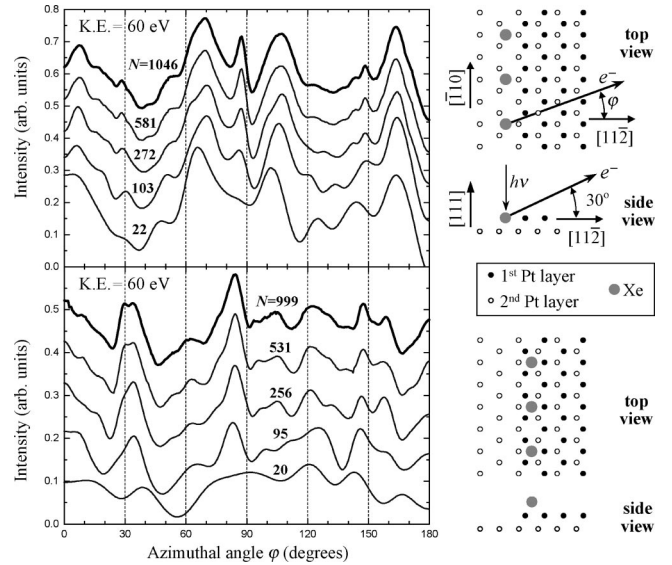 K.E. = 60 eV
N=1046
581
272
103
22
0.8
0.7
0.6
0.5
0.4
0.3
0.2
0.1
0.0
Intensity (arb. units)
K.E. = 60 eV
N=999
531
256
95
20
0.6
0.5
0.4
0.3
0.2
0.1
0.0
Intensity (arb. units)
0 30 60 90 120 150 180
Azimuthal angle φ (degrees)
top
view
[1̄10]
e⁻
φ
[112̄]
hν
e⁻
[111]
30°
side
view
[112̄]
1st Pt layer
2nd Pt layer
Xe
top
view
side
view